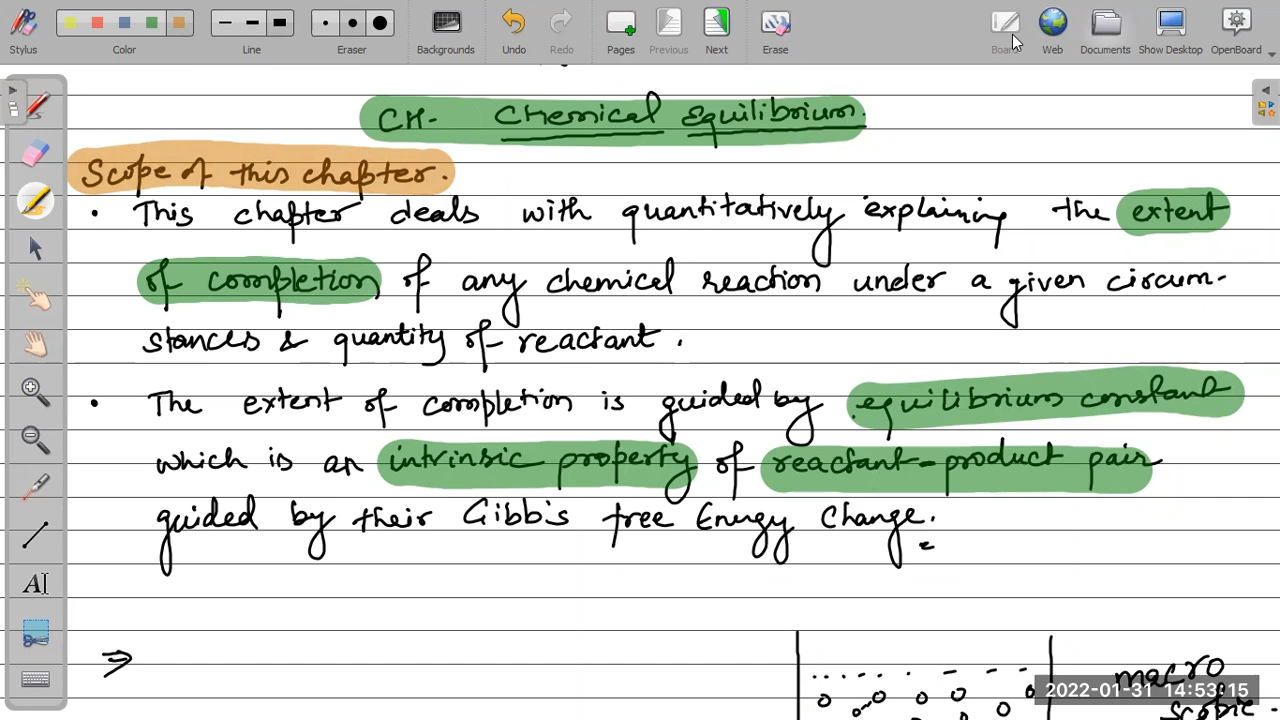 Stylus Color Line Eraser Backgrounds Undo Redo Pages Previous Next Erase Board Web Documents Show Desktop OpenBoard
CH- Chemical Equilibrium.
Scope of this chapter.
• This chapter deals with quantitatively explaining the extent
of completion of any chemical reaction under a given circum-
stances & quantity of reactant.
• The extent of completion is guided by equilibrium constant
which is an intrinsic property of reactant-product pair
guided by their Gibb's free Energy Change.
⇒
macro
scopic.
2022-01-31 14:53:15